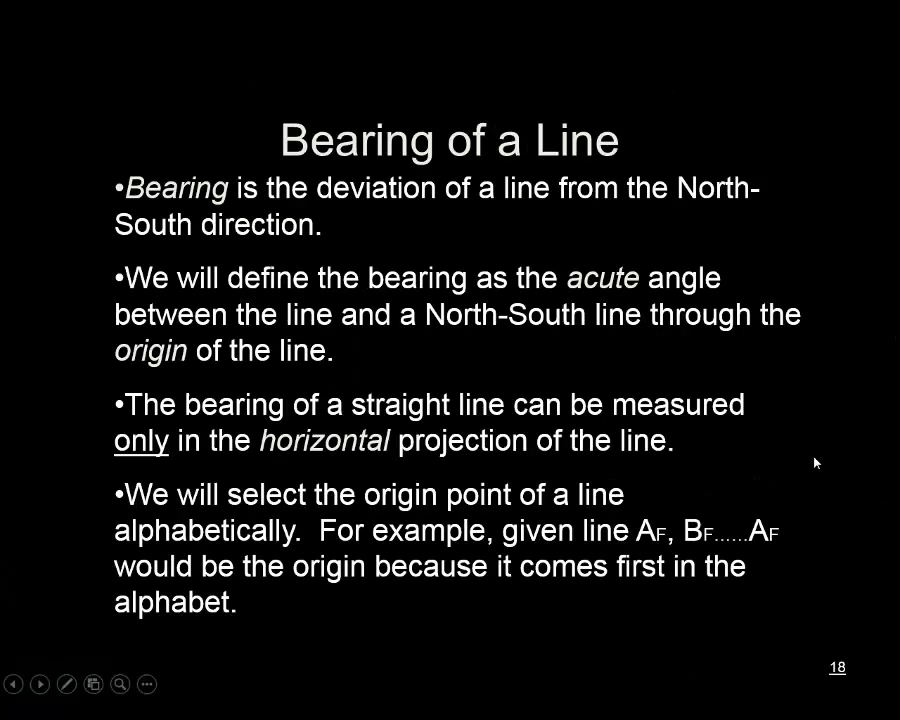 Bearing of a Line
•Bearing is the deviation of a line from the North-
South direction.
•We will define the bearing as the acute angle
between the line and a North-South line through the
origin of the line.
•The bearing of a straight line can be measured
only in the horizontal projection of the line.
•We will select the origin point of a line
alphabetically.  For example, given line AF, BF......AF
would be the origin because it comes first in the
alphabet.
18